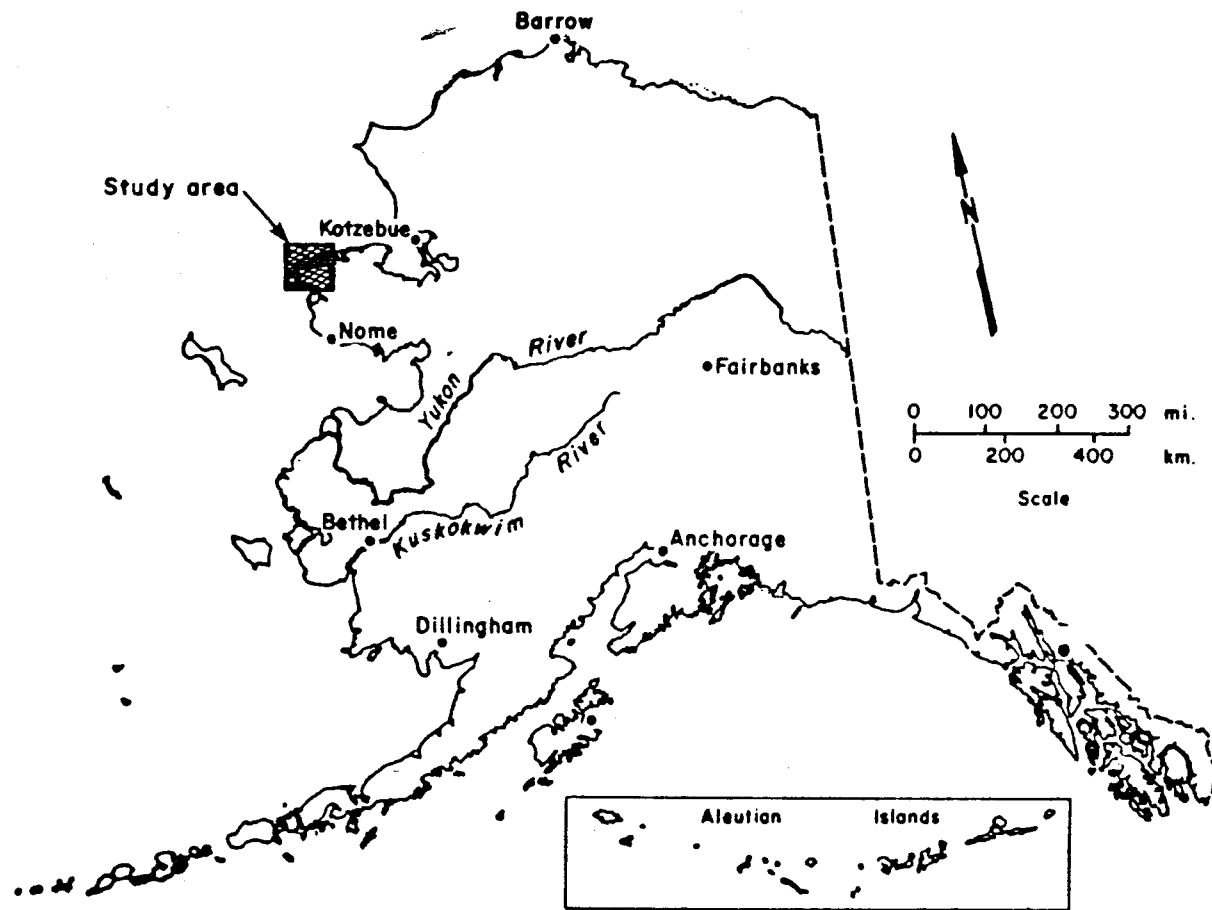 Barrow
Study area
Kotzebue
N
Nome
River
Yukon
Fairbanks
0 100 200 300 mi.
0 200 400 km.
Scale
River
Bethel
Kuskokwim
Anchorage
Dillingham
Aleutian Islands